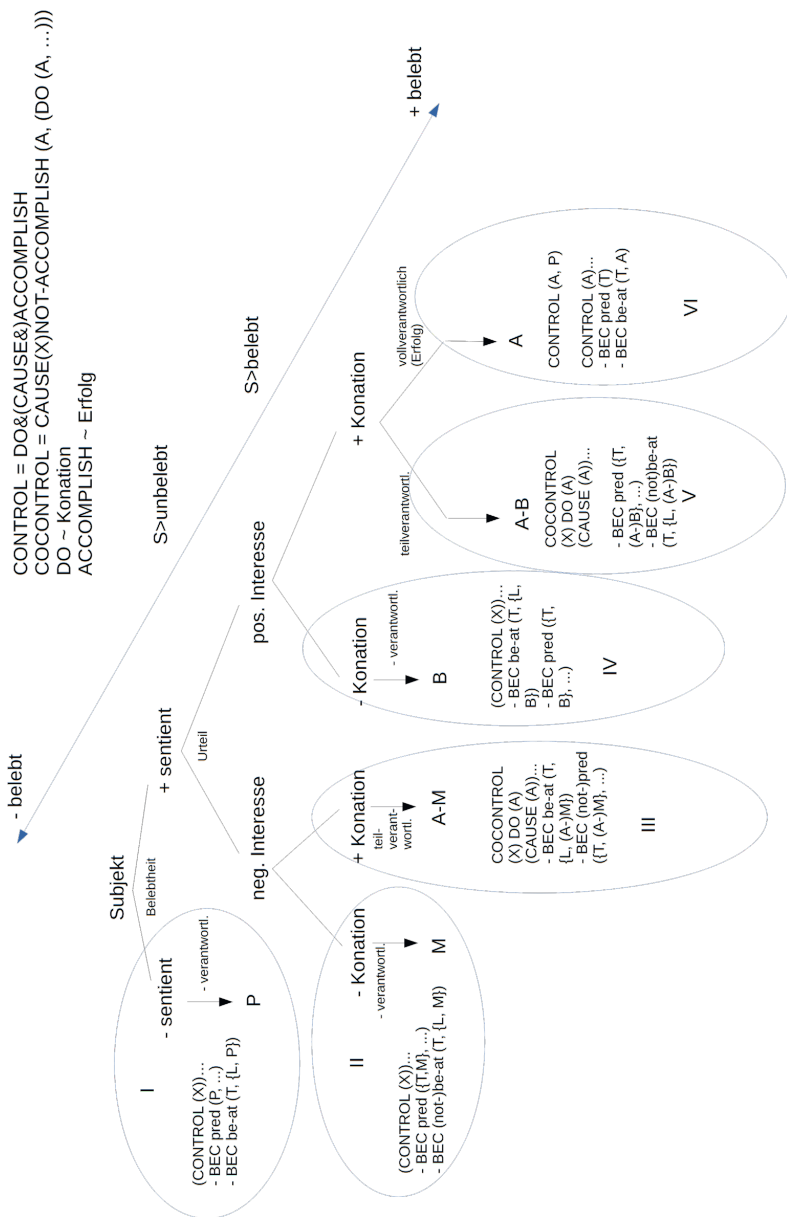 CONTROL = DO&(CAUSE&)ACCOMPLISH
COCONTROL = CAUSE(X)NOT-ACCOMPLISH (A, (DO (A, ...)))
DO ~ Konation
ACCOMPLISH ~ Erfolg
- belebt
S>unbelebt
S>belebt
+ belebt
Subjekt
Belebtheit
- sentient
+ sentient
Urteil
- verantwortl.
P
I
(CONTROL (X))...
- BEC pred (P, ...)
- BEC be-at (T, {L, P})
neg. Interesse
pos. Interesse
- Konation
- verantwortl.
M
II
(CONTROL (X))...
- BEC pred ({T,M}, ...)
- BEC (not-)be-at (T, {L, M})
+ Konation
teil-
verant-
wortl.
A-M
COCONTROL
(X) DO (A)
(CAUSE (A))...
- BEC be-at (T,
{L, (A-)M})
- BEC (not-)pred
({T, (A-)M}, ...)
III
- Konation
- verantwortl.
B
(CONTROL (X))...
- BEC be-at (T, {L,
B})
- BEC pred ({T,
B}, ...)
IV
+ Konation
teilverantwortl.
A-B
COCONTROL
(X) DO (A)
(CAUSE (A))...
- BEC pred ({T,
(A-)B}, ...)
- BEC (not)be-at
(T, {L, (A-)B})
V
vollverantwortlich
(Erfolg)
A
CONTROL (A, P)
CONTROL (A)...
- BEC pred (T)
- BEC be-at (T, A)
VI